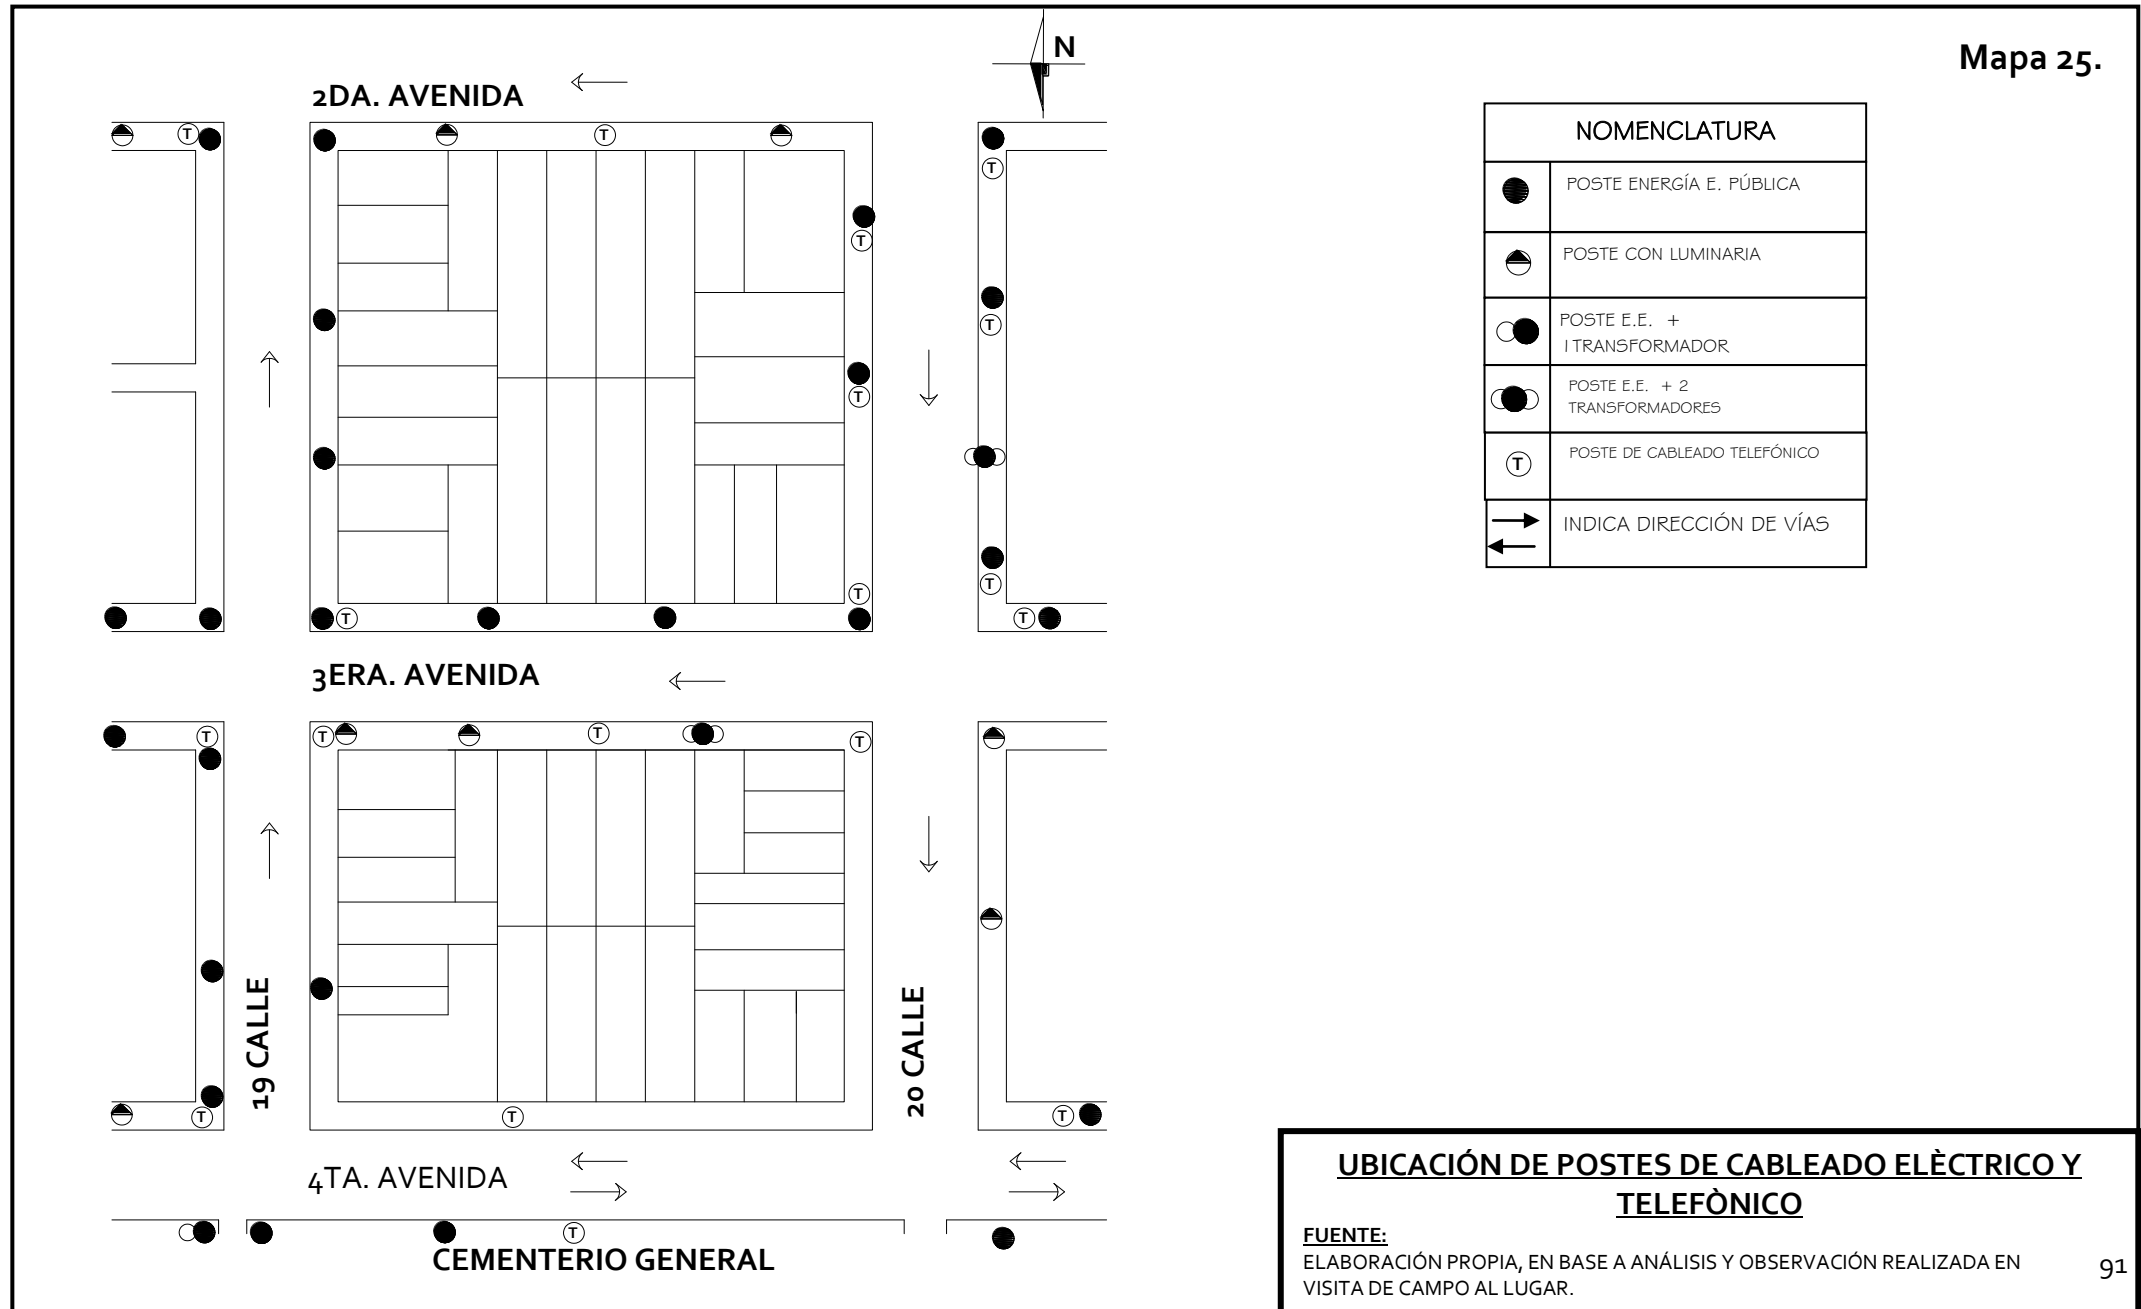 N
Mapa 25.
2DA. AVENIDA
NOMENCLATURA
POSTE ENERGÍA E. PÚBLICA
POSTE CON LUMINARIA
POSTE E.E. +
1 TRANSFORMADOR
POSTE E.E. + 2
TRANSFORMADORES
T
POSTE DE CABLEADO TELEFÓNICO
INDICA DIRECCIÓN DE VÍAS
T
T
T
T
T
T
T
T
T
T
T
3ERA. AVENIDA
T
T
T
T
19 CALLE
20 CALLE
T
T
T
4TA. AVENIDA
T
CEMENTERIO GENERAL
UBICACIÓN DE POSTES DE CABLEADO ELÈCTRICO Y
TELEFÒNICO
FUENTE:
ELABORACIÓN PROPIA, EN BASE A ANÁLISIS Y OBSERVACIÓN REALIZADA EN
VISITA DE CAMPO AL LUGAR.
91